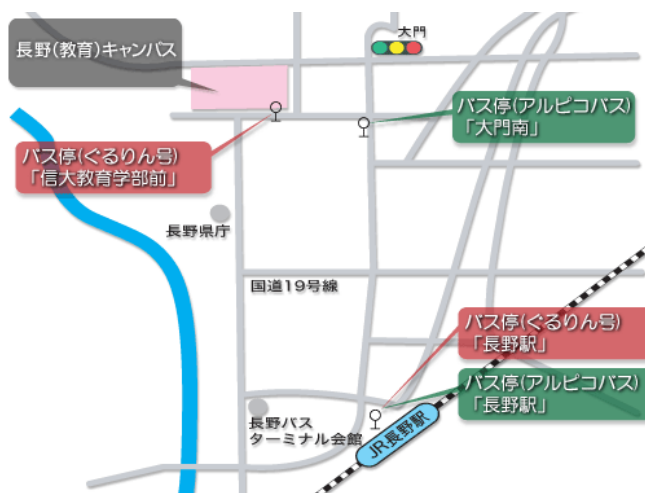 大門
長野(教育)キャンパス
バス停(アルピコバス)
「大門南」
バス停(ぐるりん号)
「信大教育学部前」
長野県庁
国道19号線
バス停(ぐるりん号)
「長野駅」
バス停(アルピコバス)
「長野駅」
長野バス
ターミナル会館
JR長野駅